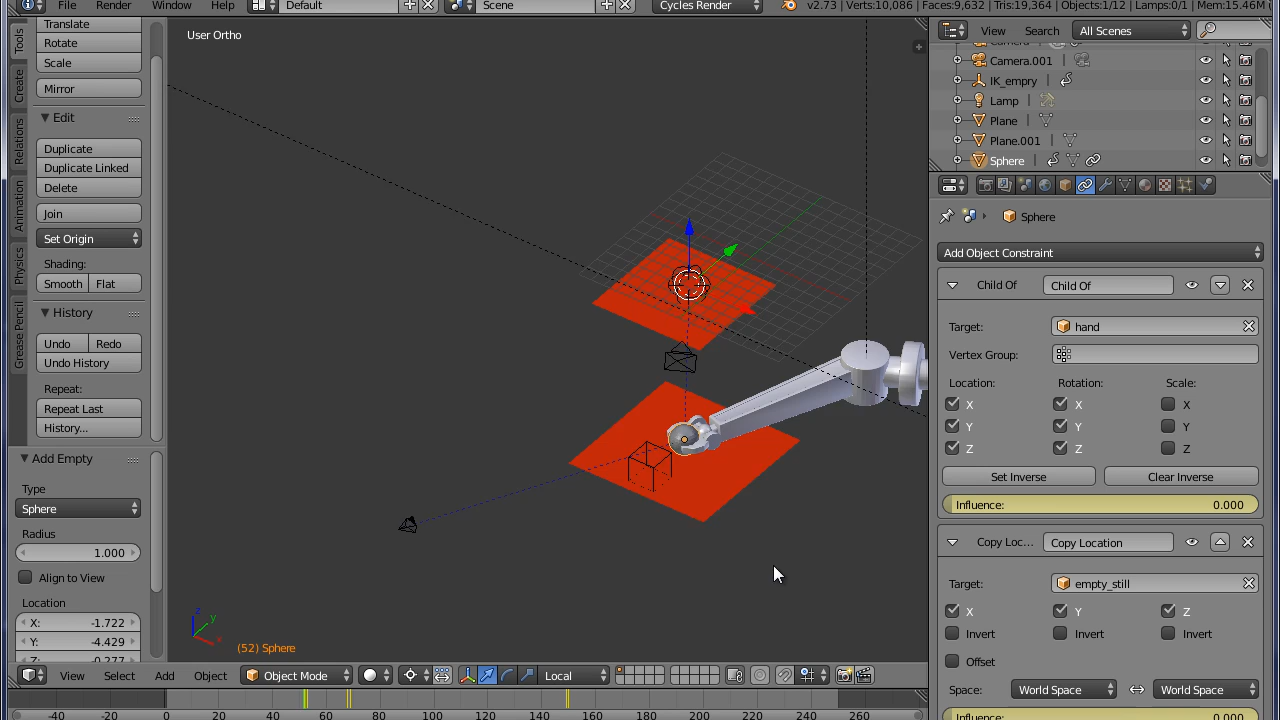 File Render Window Help Default Scene Cycles Render v2.73 | Verts:10,086 | Faces:9,632 | Tris:19,364 | Objects:1/12 | Lamps:0/1 | Mem:15.46M
Tools
Create
Relations
Animation
Physics
Grease Pencil
Translate
Rotate
Scale
Mirror
Edit
Duplicate
Duplicate Linked
Delete
Join
Set Origin
Shading:
Smooth Flat
History
Undo Redo
Undo History
Repeat:
Repeat Last
History...
Add Empty
Type
Sphere
Radius
1.000
Align to View
Location
X: -1.722
Y: -4.429
Z: -0.277
User Ortho
z
y
x
(52) Sphere
View Select Add Object Object Mode Local
-40 -20 0 20 40 60 80 100 120 140 160 180 200 220 240 260
View Search All Scenes
Camera
Camera.001
IK_empry
Lamp
Plane
Plane.001
Sphere
Sphere
Add Object Constraint
Child Of Child Of
Target: hand
Vertex Group:
Location: Rotation: Scale:
X X X
Y Y Y
Z Z Z
Set Inverse Clear Inverse
Influence: 0.000
Copy Loc... Copy Location
Target: empty_still
X Y Z
Invert Invert Invert
Offset
Space: World Space World Space
Influence: 0.000